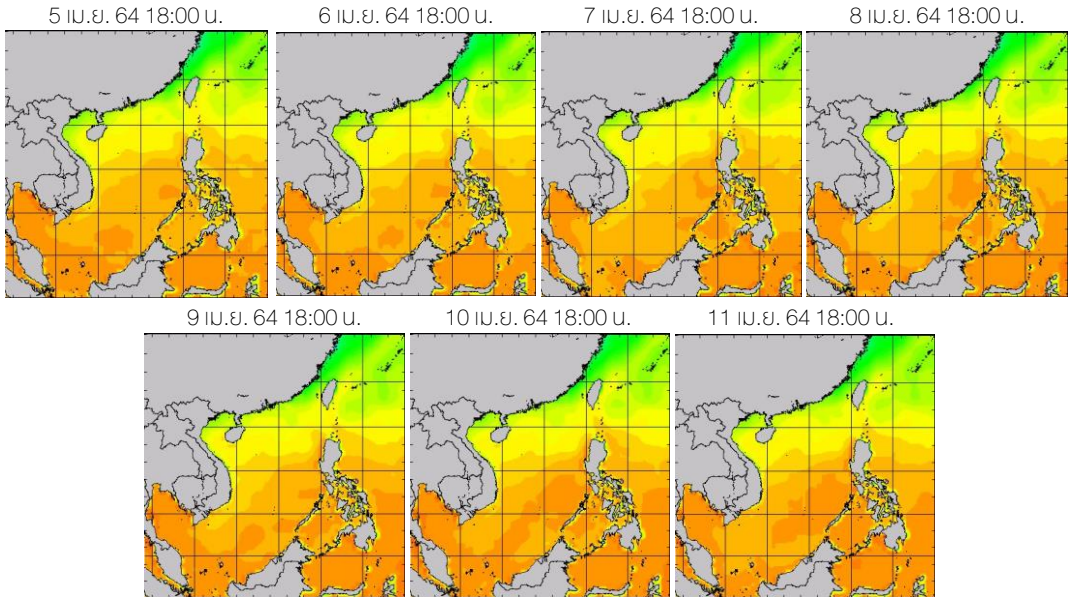 5 เม.ย. 64 18:00 น.
6 เม.ย. 64 18:00 น.
7 เม.ย. 64 18:00 น.
8 เม.ย. 64 18:00 น.
9 เม.ย. 64 18:00 น.
10 เม.ย. 64 18:00 น.
11 เม.ย. 64 18:00 น.